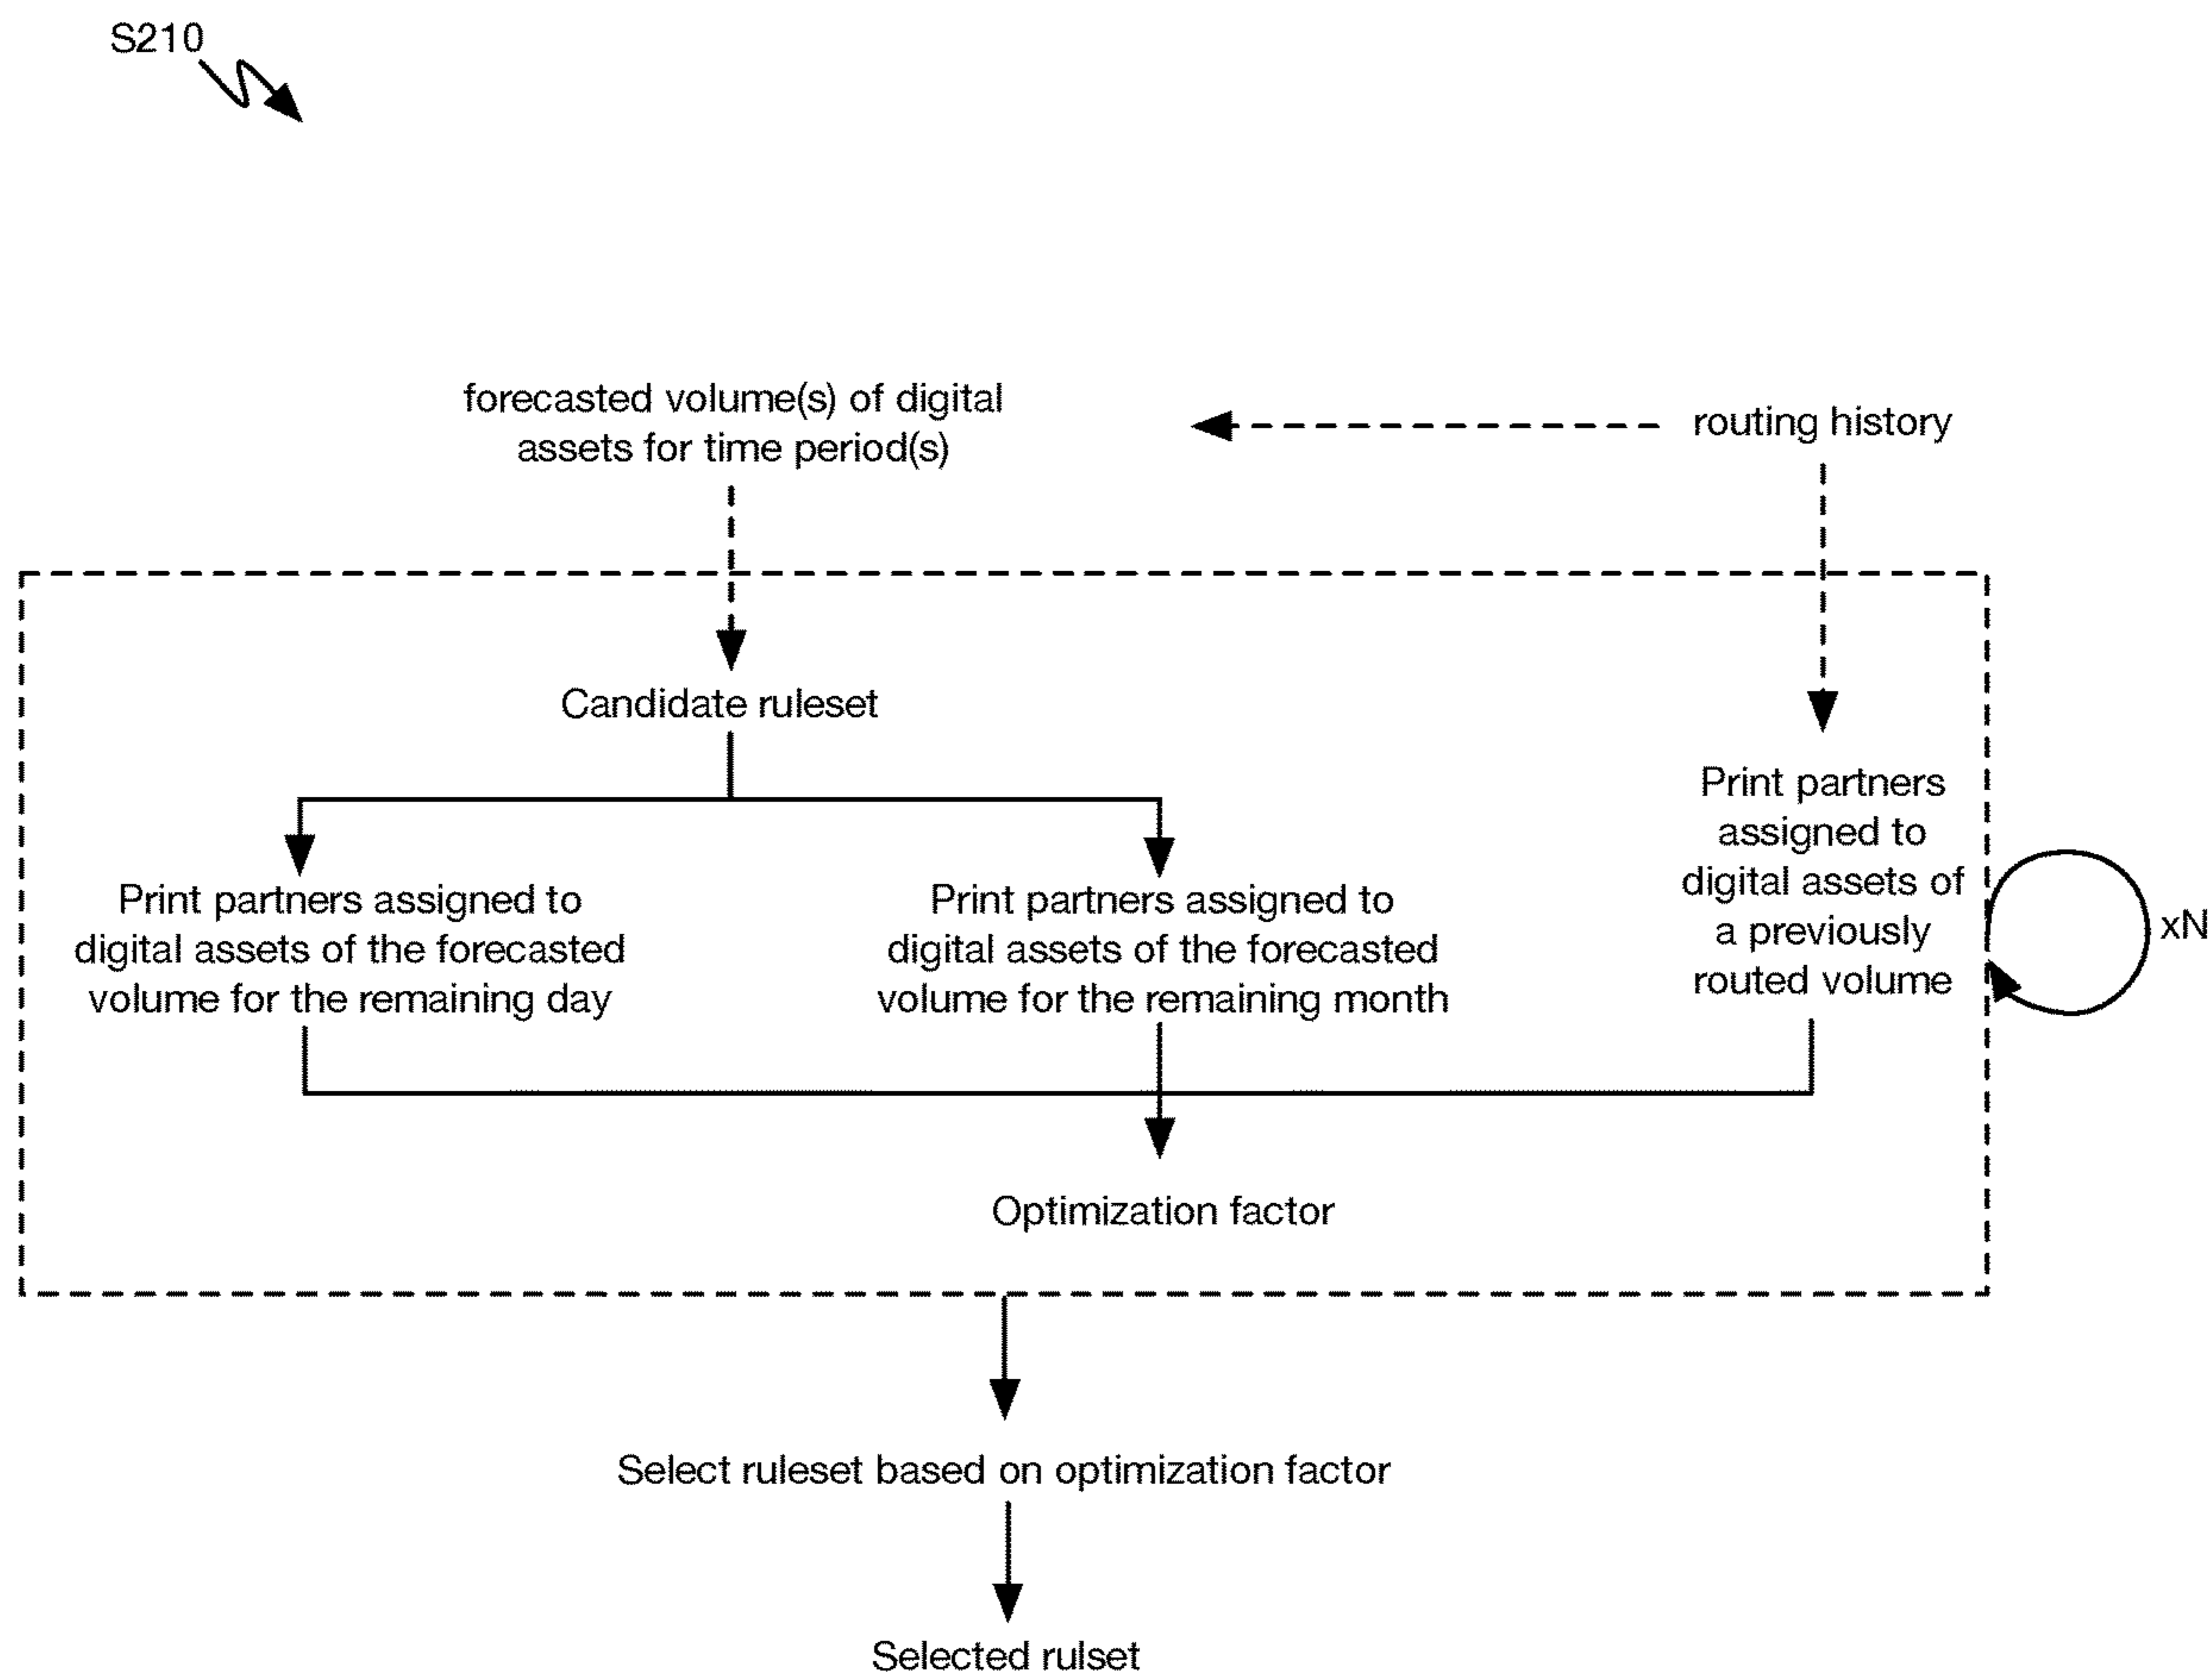 S210
forecasted volume(s) of digital
assets for time period(s)
routing history
Candidate ruleset
Print partners assigned to
digital assets of the forecasted
volume for the remaining day
Print partners assigned to
digital assets of the forecasted
volume for the remaining month
Print partners
assigned to
digital assets of
a previously
routed volume
xN
Optimization factor
Select ruleset based on optimization factor
Selected rulset